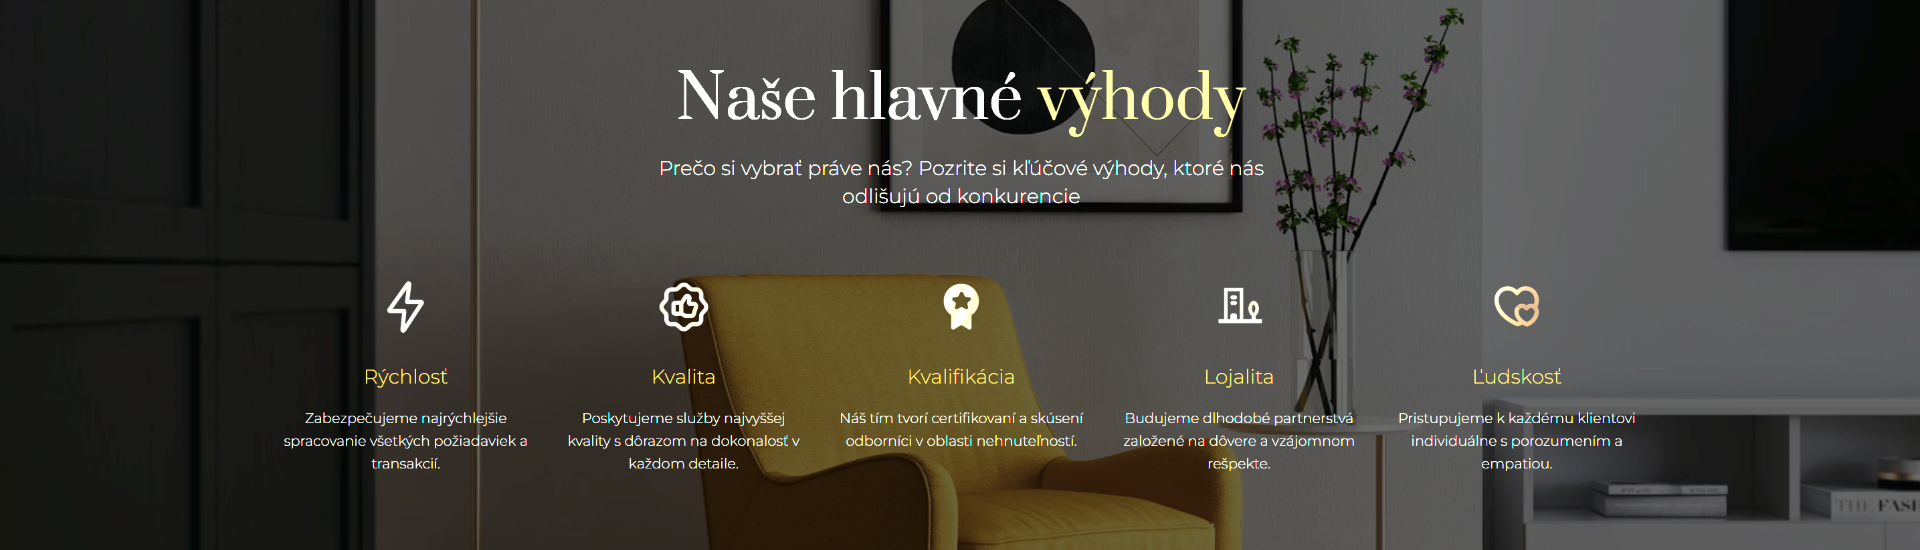 Naše hlavné výhody
Prečo si vybrať práve nás? Pozrite si kľúčové výhody, ktoré nás
odlišujú od konkurencie
Rýchlosť
Zabezpečujeme najrýchlejšie
spracovanie všetkých požiadaviek a
transakcií.
Kvalita
Poskytujeme služby najvyššej
kvality s dôrazom na dokonalosť v
každom detaile.
Kvalifikácia
Náš tím tvorí certifikovaní a skúsení
odborníci v oblasti nehnuteľností.
Lojalita
Budujeme dlhodobé partnerstvá
založené na dôvere a vzájomnom
rešpekte.
Ľudskosť
Pristupujeme k každému klientovi
individuálne s porozumením a
empatiou.
THE FASH